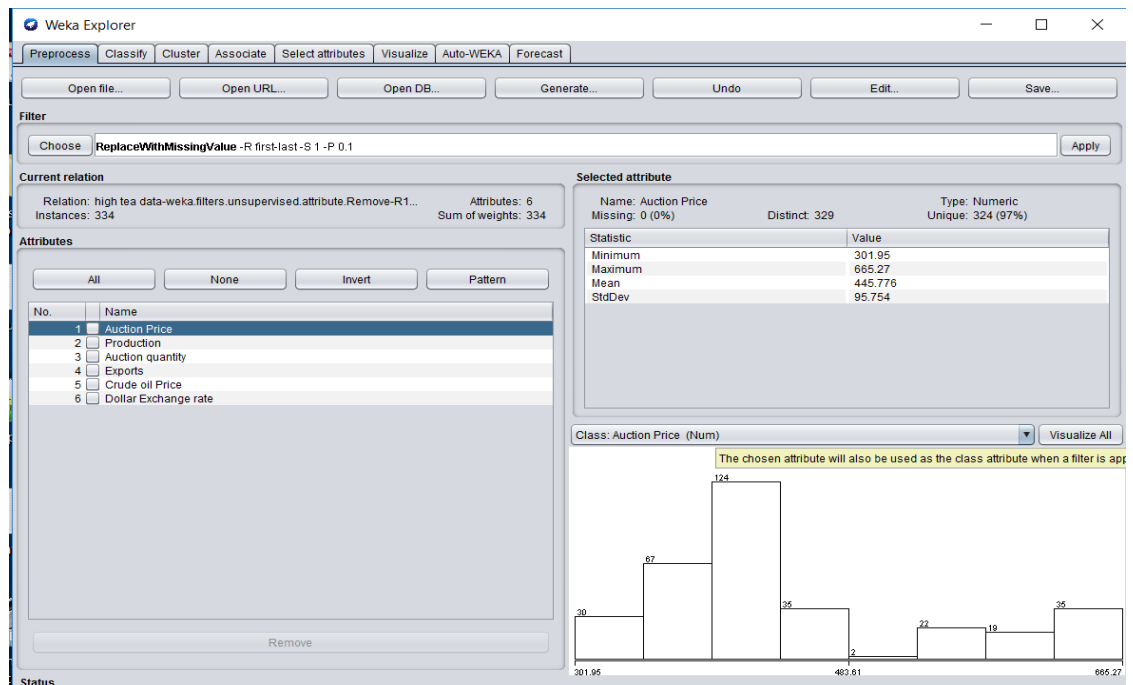 Weka Explorer
Preprocess Classify Cluster Associate Select attributes Visualize Auto-WEKA Forecast
Open file... Open URL... Open DB... Generate... Undo Edit... Save...
Filter
Choose ReplaceWithMissingValue -R first-last -S 1 -P 0.1 Apply
Current relation
Relation: high tea data-weka.filters.unsupervised.attribute.Remove-R1... Attributes: 6
Instances: 334 Sum of weights: 334
Attributes
All None Invert Pattern
No. Name
1 Auction Price
2 Production
3 Auction quantity
4 Exports
5 Crude oil Price
6 Dollar Exchange rate
Remove
Status
Selected attribute
Name: Auction Price Type: Numeric
Missing: 0 (0%) Distinct: 329 Unique: 324 (97%)
Statistic Value
Minimum 301.95
Maximum 665.27
Mean 445.776
StdDev 95.754
Class: Auction Price (Num) Visualize All
The chosen attribute will also be used as the class attribute when a filter is app
124
67
30 35 35
22 19
2
301.95 483.61 665.27